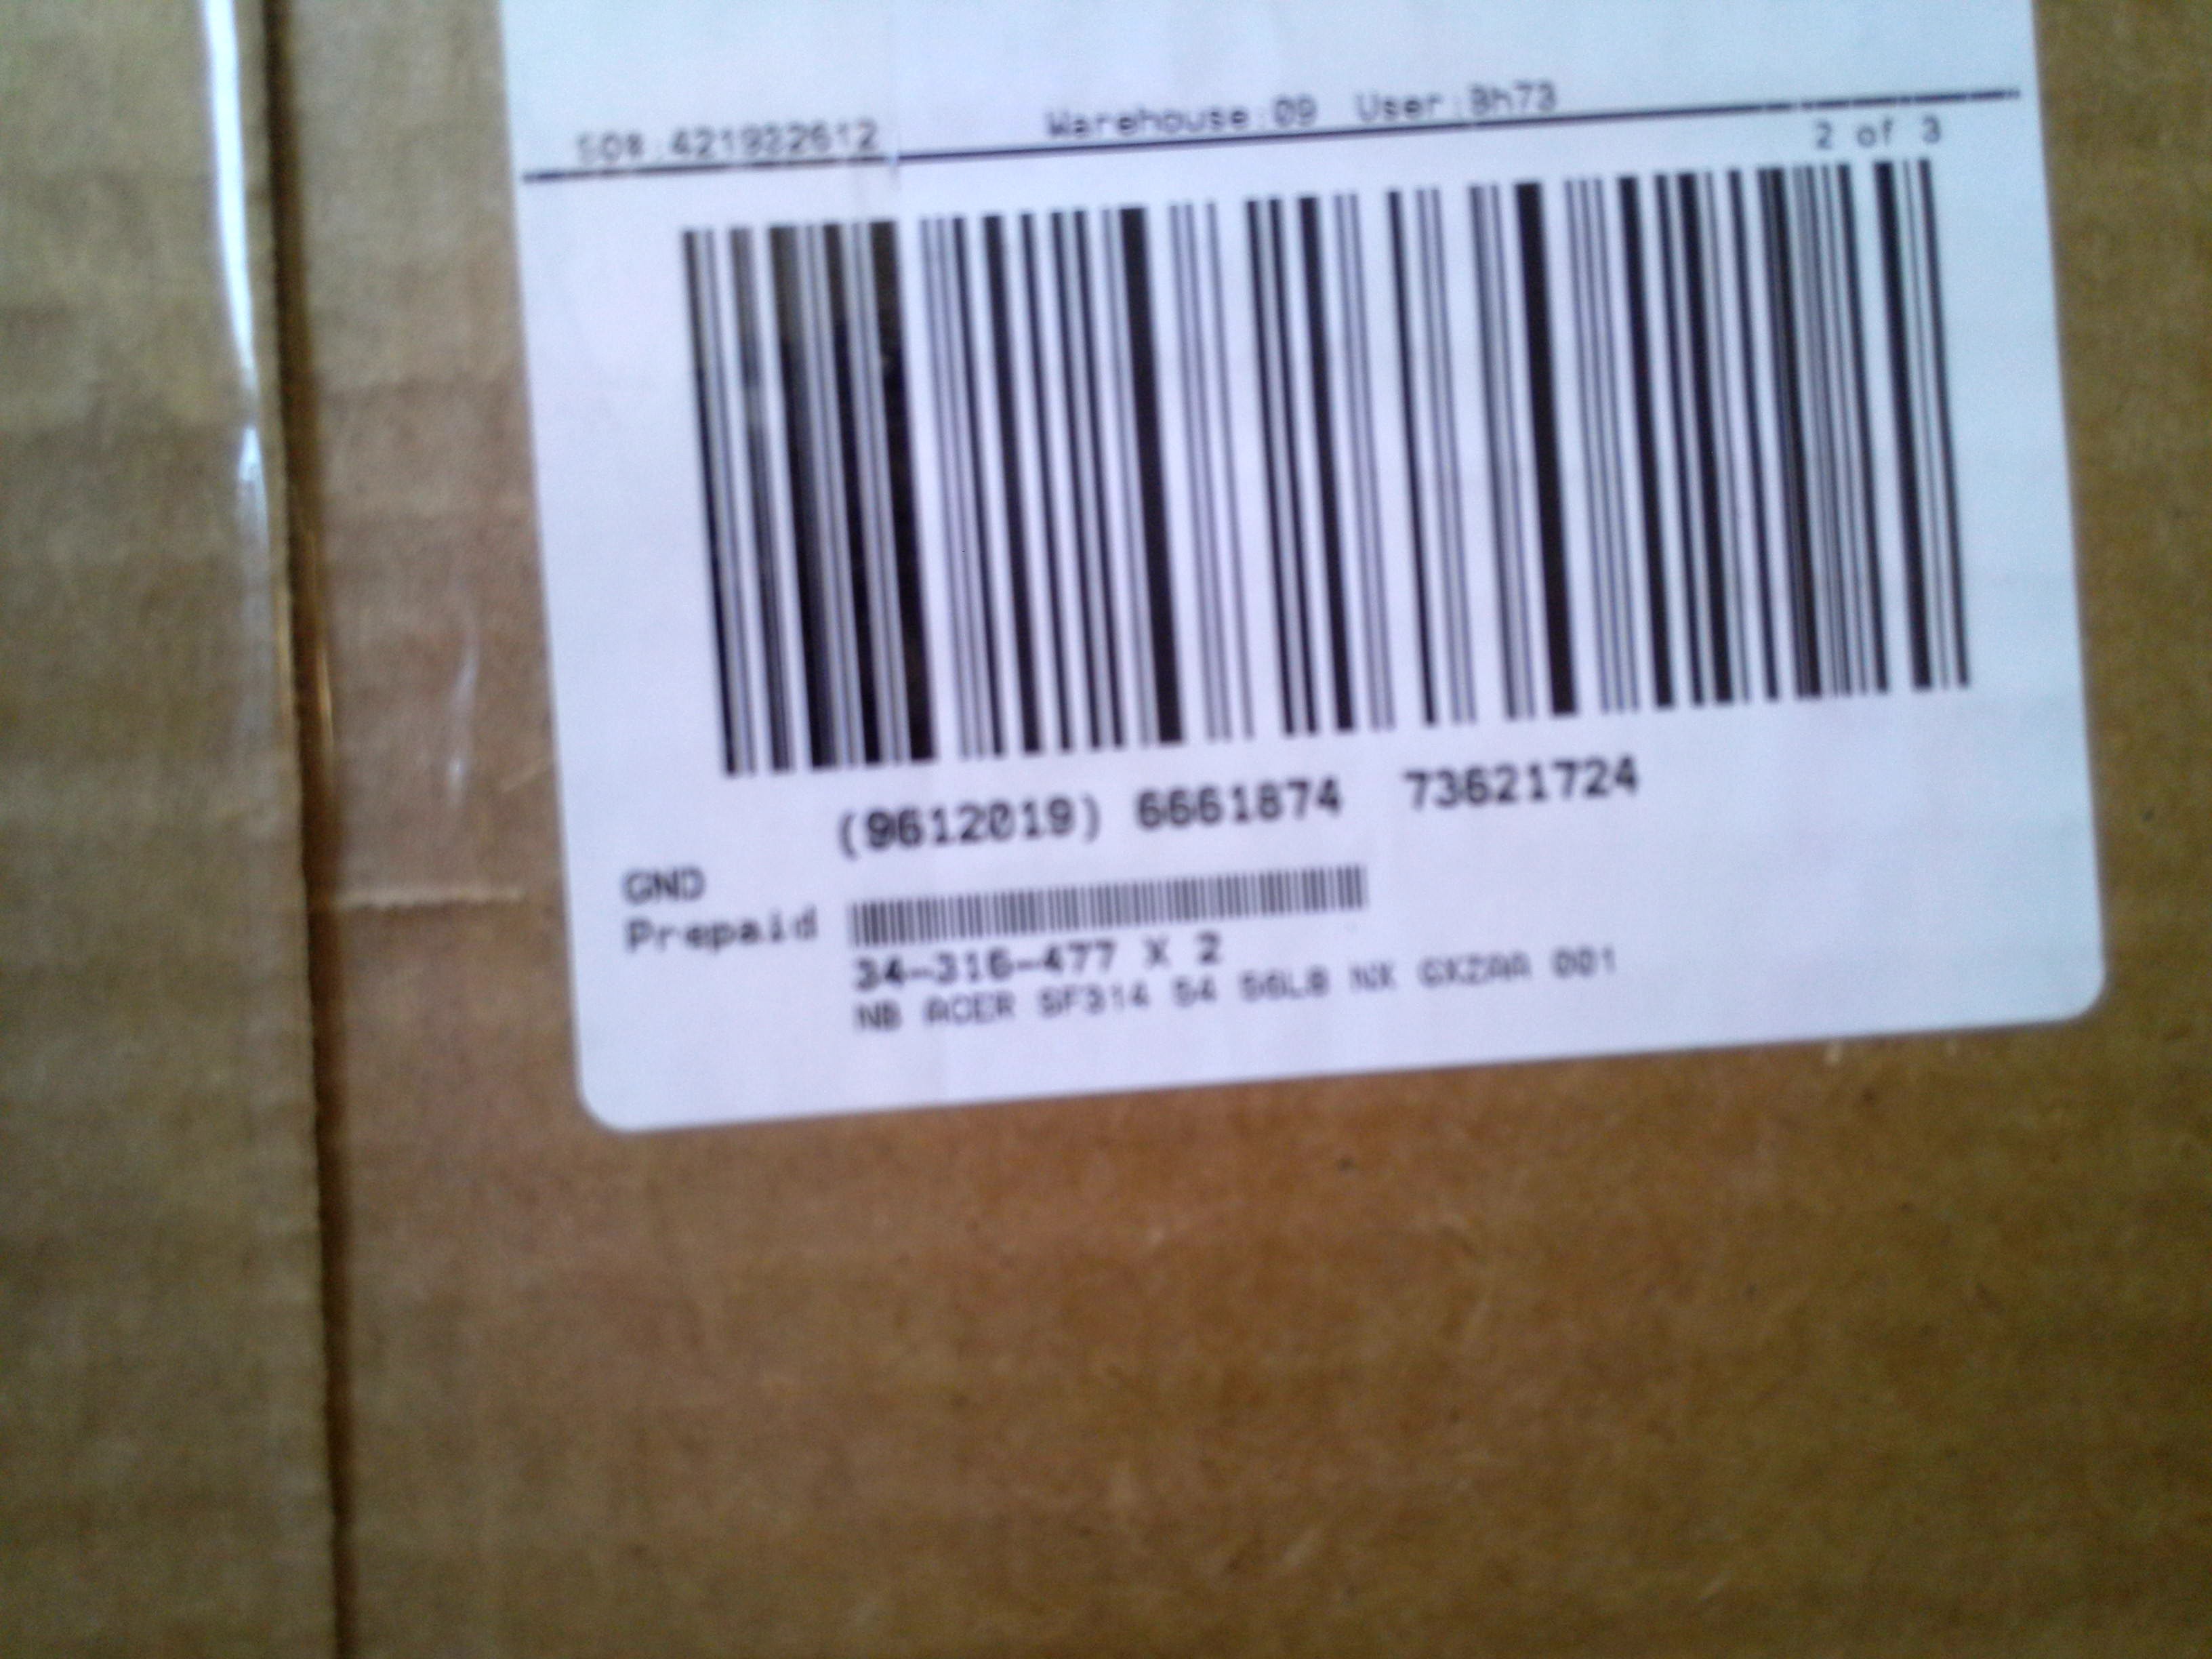 SO#:421922612 Warehouse:09 User:Bh73
2 of 3
(9612019) 6661874 73621724
GND
Prepaid
34-316-477 X 2
NB ACER SF314 54 56L8 NX GXZAA 001